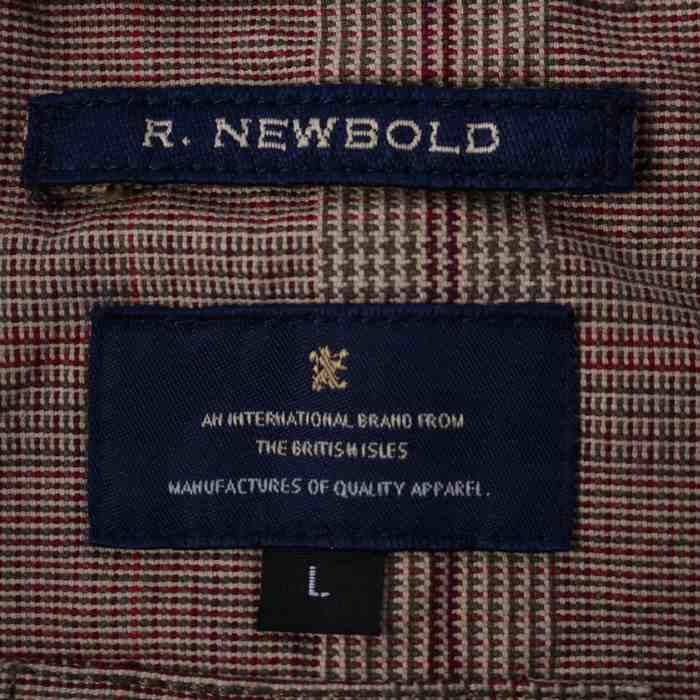 R. NEWBOLD
AN INTERNATIONAL BRAND FROM
THE BRITISH ISLES
MANUFACTURES OF QUALITY APPAREL.
L